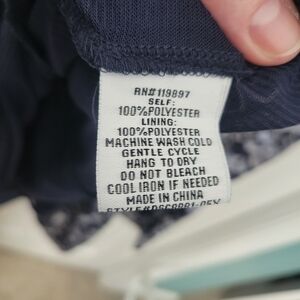 RN#119897
SELF:
100%POLYESTER
LINING:
100%POLYESTER
MACHINE WASH COLD
GENTLE CYCLE
HANG TO DRY
DO NOT BLEACH
COOL IRON IF NEEDED
MADE IN CHINA